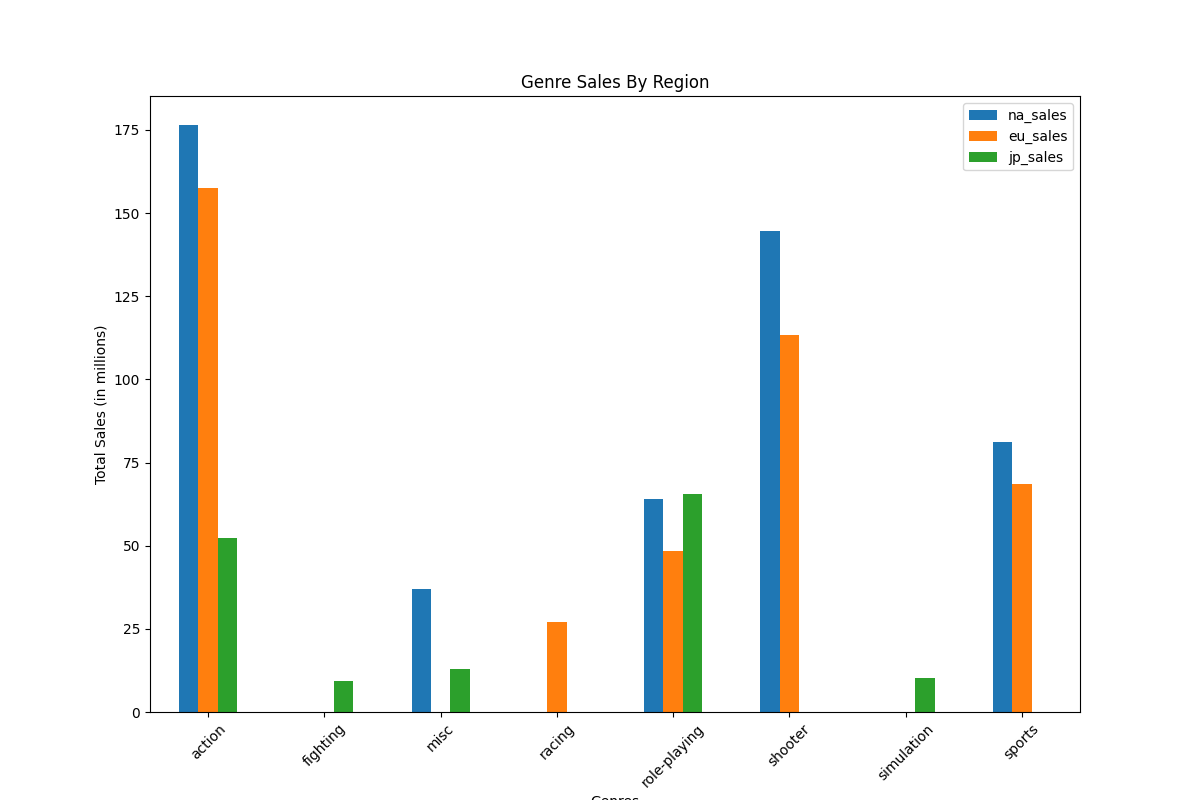 Genre Sales By Region
na_sales
eu_sales
jp_sales
Total Sales (in millions)
175
150
125
100
75
50
25
0
action
fighting
misc
racing
role-playing
shooter
simulation
sports
Genres